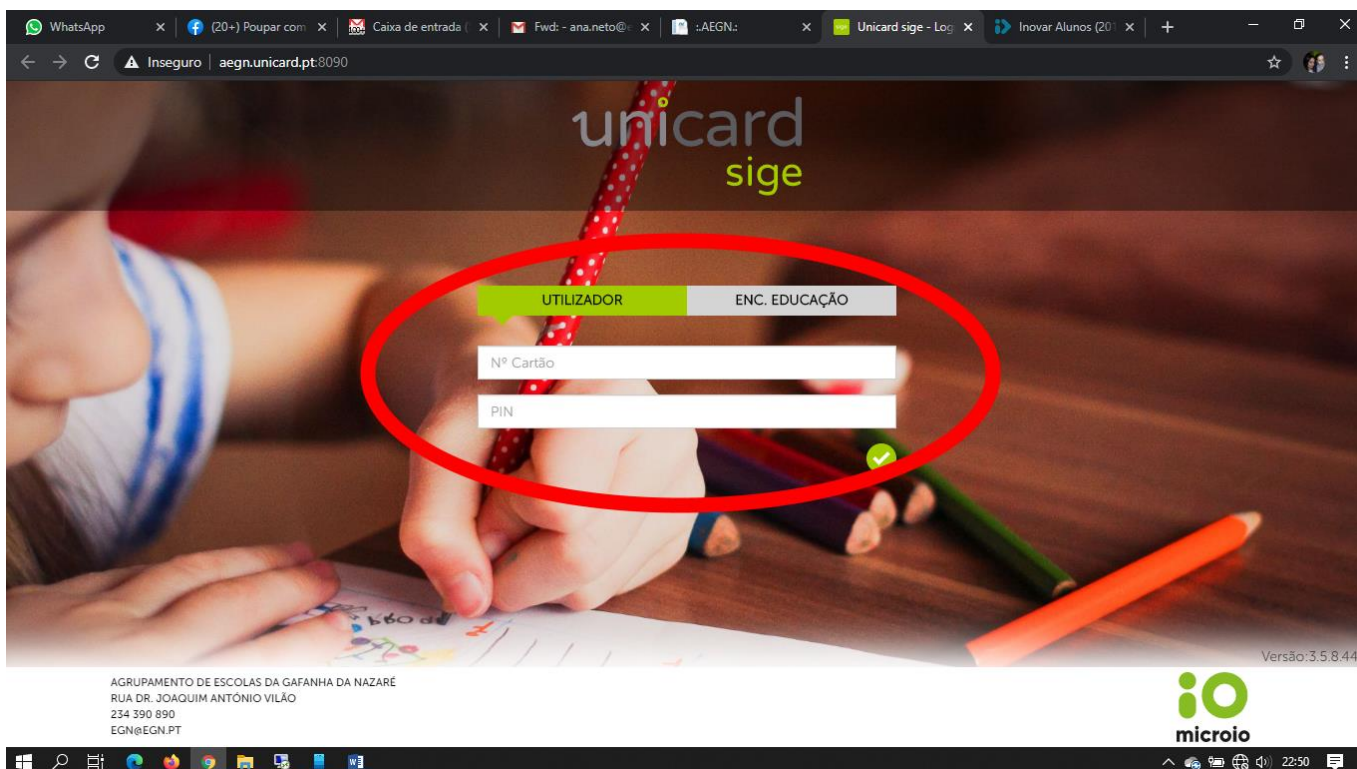 WhatsApp
(20+) Poupar com
Caixa de entrada (
Fwd: - ana.neto@
:.AEGN.:
Unicard sige - Log
Inovar Alunos (201
Inseguro | aegn.unicard.pt:8090
unicard
sige
UTILIZADOR
ENC. EDUCAÇÃO
Nº Cartão
PIN
Versão:3.5.8.44
AGRUPAMENTO DE ESCOLAS DA GAFANHA DA NAZARÉ
RUA DR. JOAQUIM ANTÓNIO VILÃO
234 390 890
EGN@EGN.PT
iO
microio
22:50